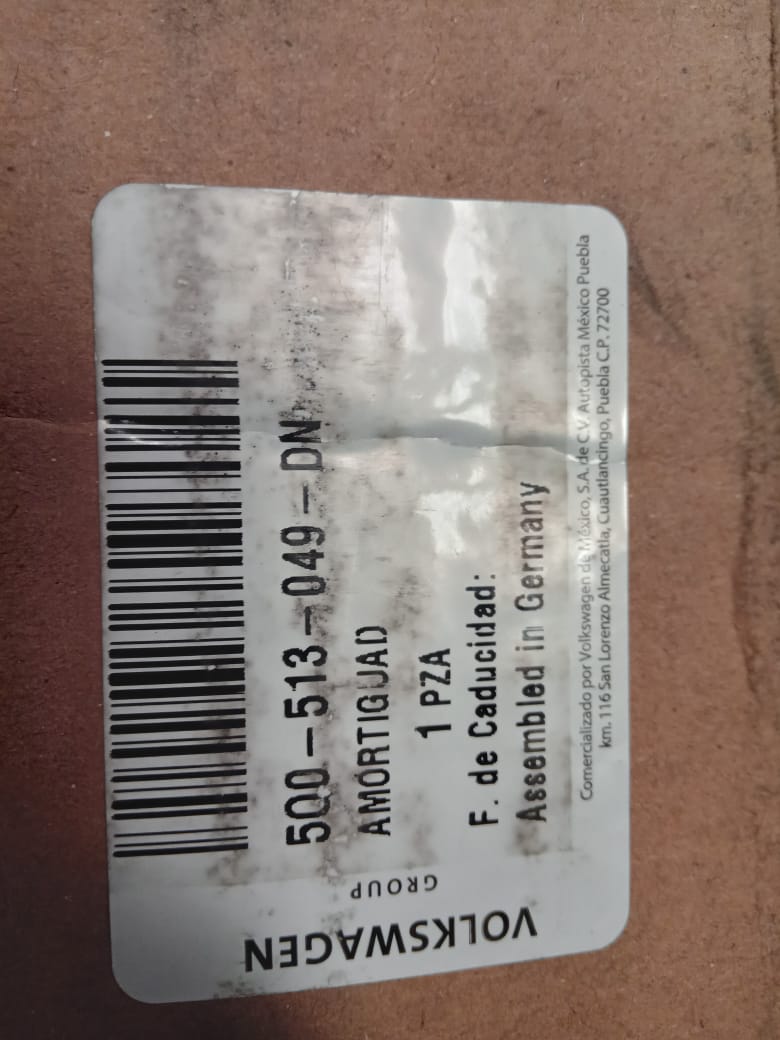 5QQ-513-049-DN
AMORTIGUAD
1 PZA
F. de Caducidad:
Assembled in Germany
Comercializado por Volkswagen de México, S.A. de C.V. Autopista México Puebla
km. 116 San Lorenzo Almecatla, Cuautlancingo, Puebla C.P. 72700
VOLKSWAGEN
GROUP